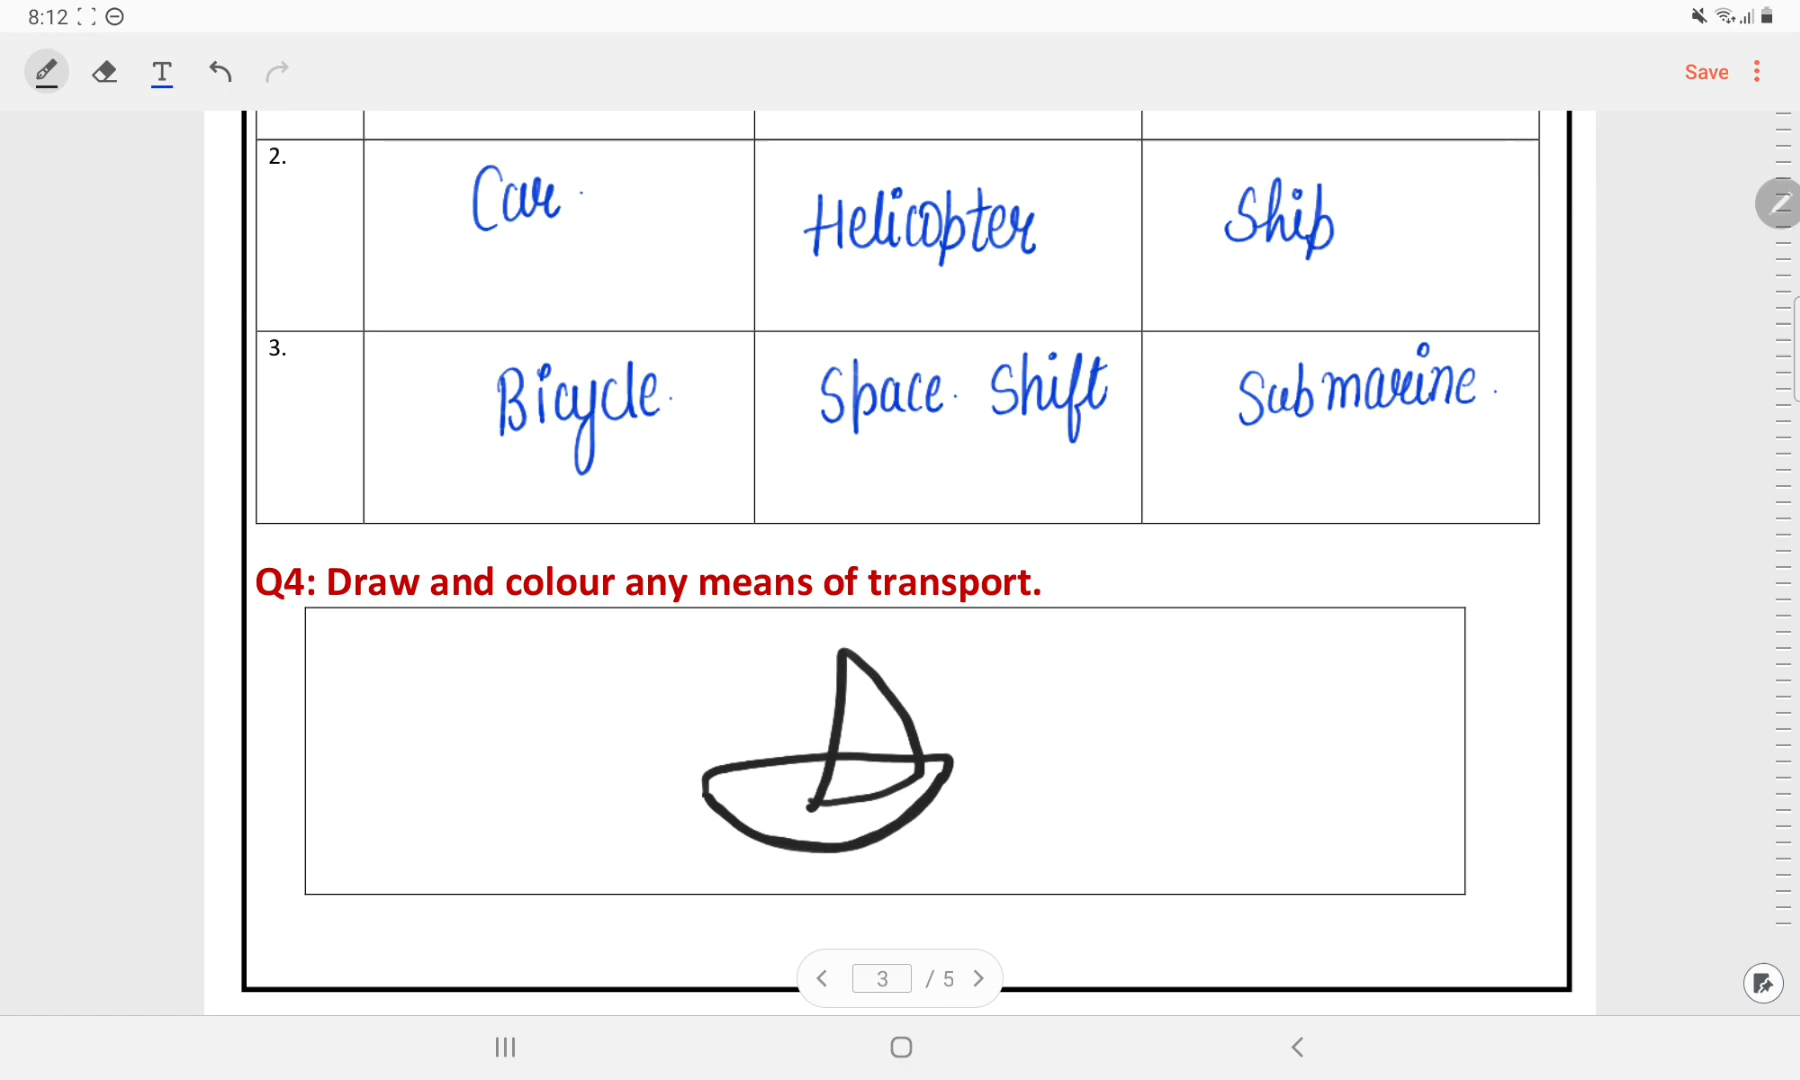 8:12
T
Save
2.
Car.
Helicopter
Ship
3.
Bicycle.
Space. Shift
Submarine.
Q4: Draw and colour any means of transport.
3 / 5